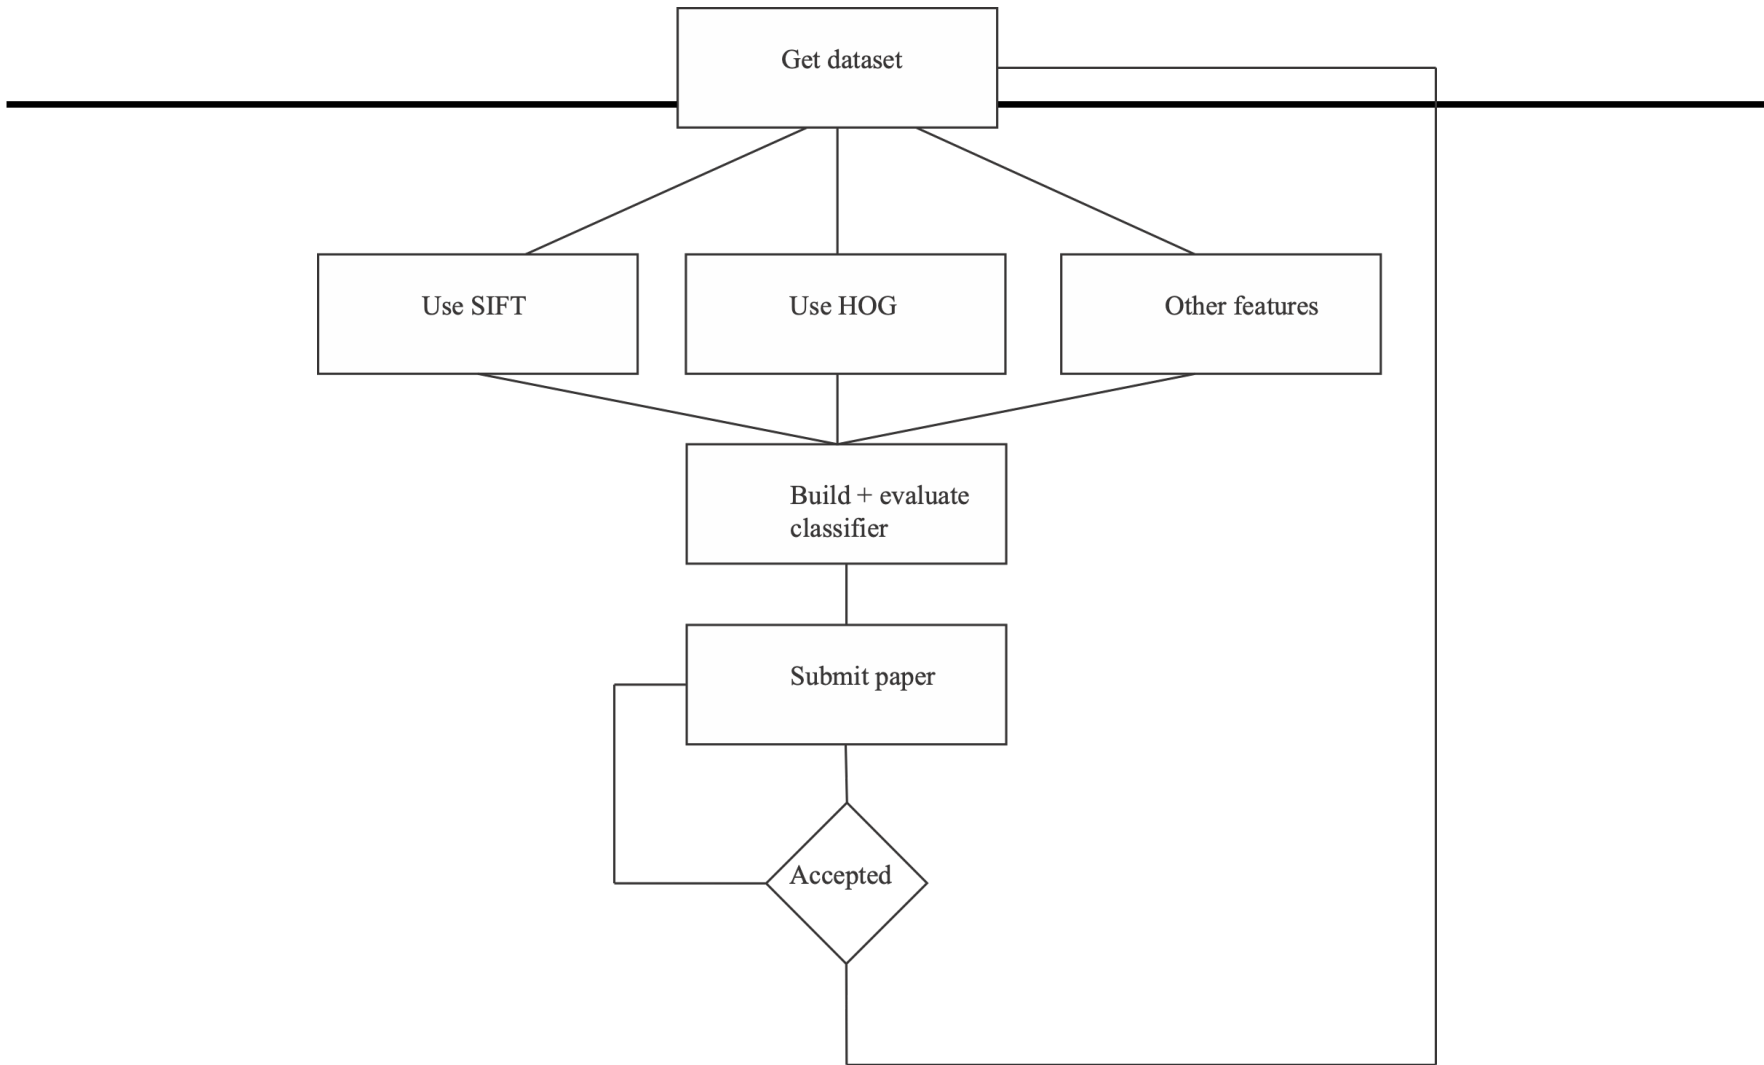 Get dataset
Use SIFT
Use HOG
Other features
Build + evaluate
classifier
Submit paper
Accepted